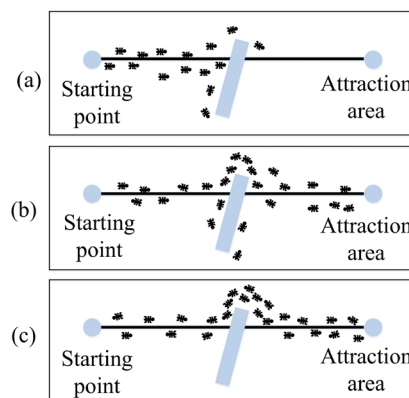 (a)
Starting
point
Attraction
area
(b)
Starting
point
Attraction
area
(c)
Starting
point
Attraction
area